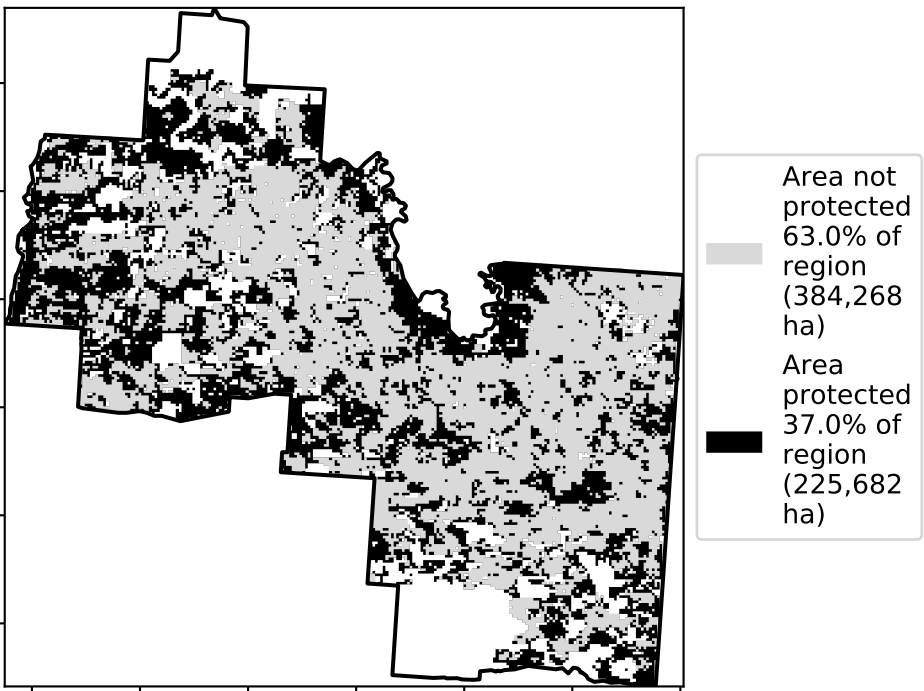 Area not
protected
63.0% of
region
(384,268
ha)
Area
protected
37.0% of
region
(225,682
ha)